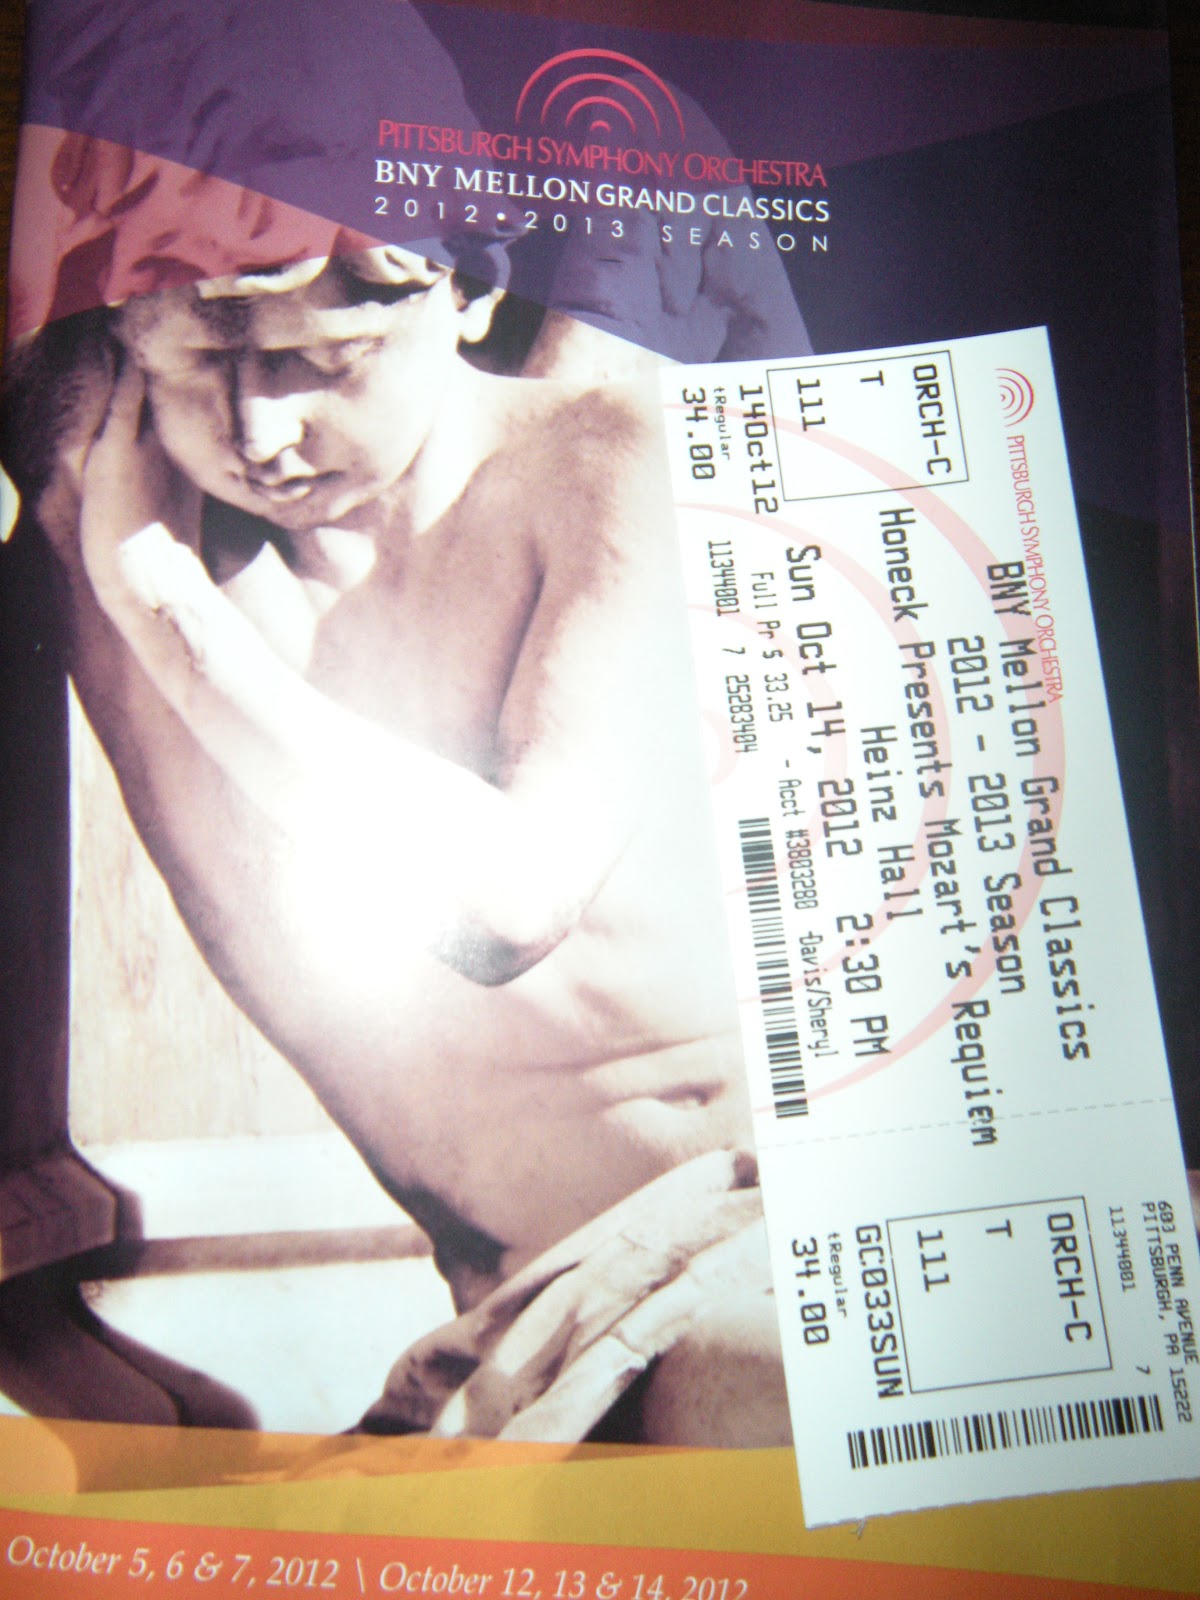 PITTSBURGH SYMPHONY ORCHESTRA
BNY MELLON GRAND CLASSICS
2012 • 2013 SEASON
PITTSBURGH SYMPHONY ORCHESTRA
BNY Mellon Grand Classics
2012 - 2013 Season
Honeck Presents Mozart's Requiem
Heinz Hall
Sun Oct 14, 2012 2:30 PM
Full Pr $ 33.25 - Acct #3803280 -Davis/Sheryl
11344001 7 25283404
ORCH-C
T
111
14Oct12
tRegular
34.00
603 PENN AVENUE
PITTSBURGH, PA 15222
11344001 7
ORCH-C
T
111
GC033SUN
tRegular
34.00
October 5, 6 & 7, 2012 \ October 12, 13 & 14, 2012